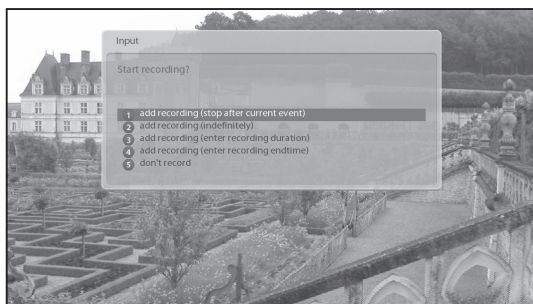 Input
Start recording?
1 add recording (stop after current event)
2 add recording (indefinitely)
3 add recording (enter recording duration)
4 add recording (enter recording endtime)
5 don't record